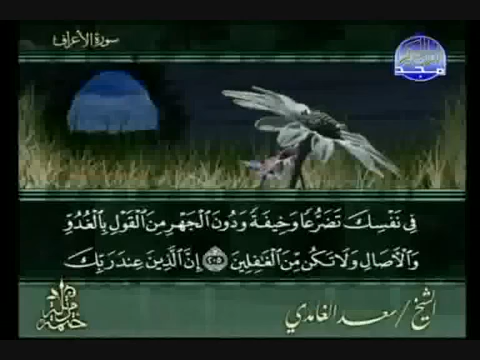 سورة الأعراف
مجد
فِي نَفْسِكَ تَضَرُّعًا وَخِيفَةً وَدُونَ الْجَهْرِ مِنَ الْقَوْلِ بِالْغُدُوِّ
وَالْآصَالِ وَلَا تَكُن مِّنَ الْغَافِلِينَ ۝٢٠٥ إِنَّ الَّذِينَ عِندَ رَبِّكَ
الشيخ / سعد الغامدي